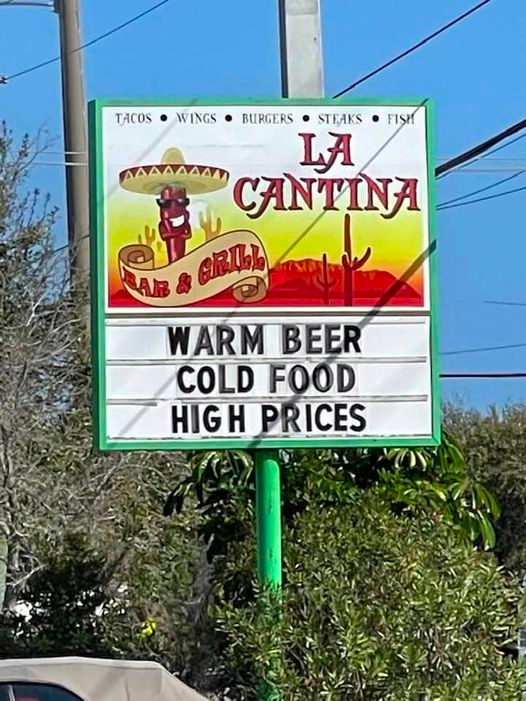 TACOS • WINGS • BURGERS • STEAKS • FISH
LA
CANTINA
BAR & GRILL
WARM BEER
COLD FOOD
HIGH PRICES